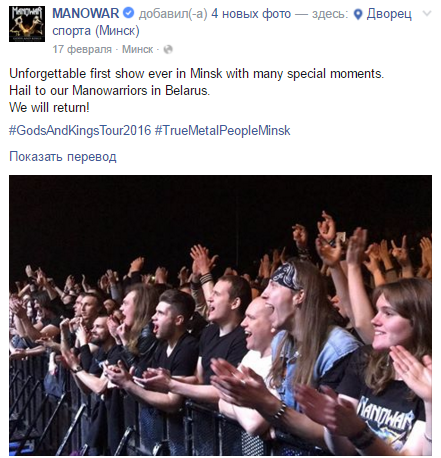 MANOWAR добавил(-а) 4 новых фото — здесь: Дворец
спорта (Минск)
17 февраля · Минск ·
Unforgettable first show ever in Minsk with many special moments.
Hail to our Manowarriors in Belarus.
We will return!
#GodsAndKingsTour2016 #TrueMetalPeopleMinsk
Показать перевод
MANOWAR